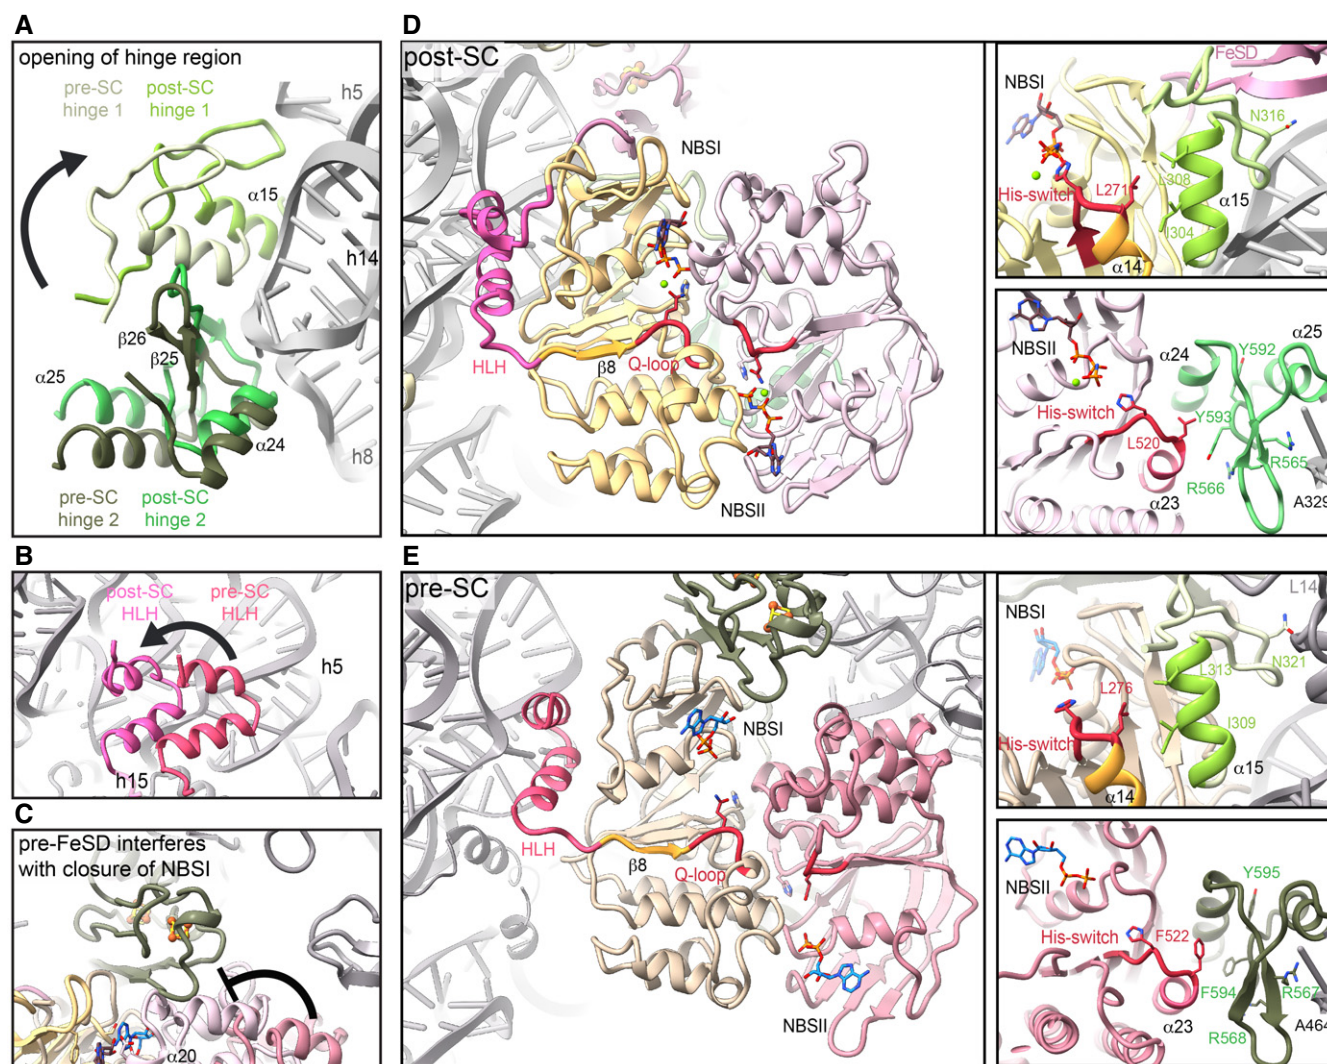 A
opening of hinge region
pre-SC post-SC
hinge 1 hinge 1
h5
α15
h14
β26
β25
α25
α24
h8
pre-SC post-SC
hinge 2 hinge 2
B
post-SC pre-SC
HLH HLH
h5
h15
C
pre-FeSD interferes
with closure of NBSI
α20
D
post-SC
NBSI
HLH
β8
Q-loop
NBSII
FeSD
NBSI
N316
L308
L271
His-switch
α15
I304
α14
α25
NBSII
α24
Y592
His-switch
Y593
L520
R565
R566
α23
A329
E
pre-SC
NBSI
HLH
β8
Q-loop
NBSII
L14
NBSI
N321
L313
L276
I309
His-switch
α15
α14
NBSII
Y595
His-switch
F522
F594
R567
α23
R568
A464